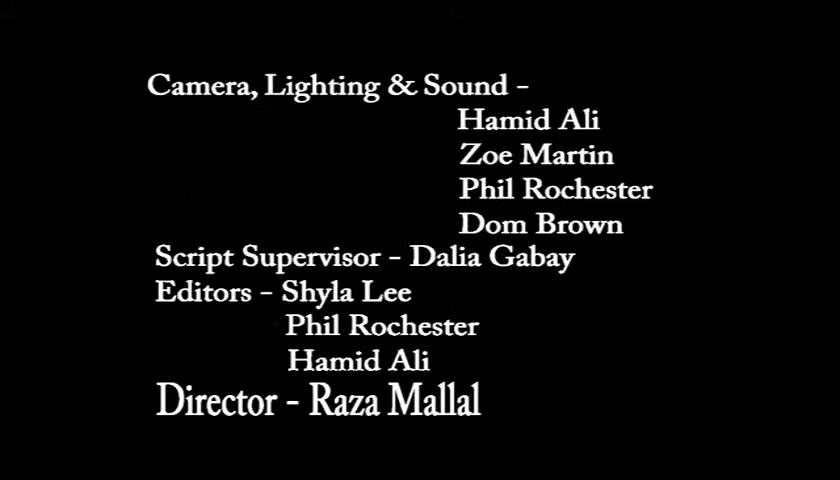 Camera, Lighting & Sound -
Hamid Ali
Zoe Martin
Phil Rochester
Dom Brown
Script Supervisor - Dalia Gabay
Editors - Shyla Lee
Phil Rochester
Hamid Ali
Director - Raza Mallal